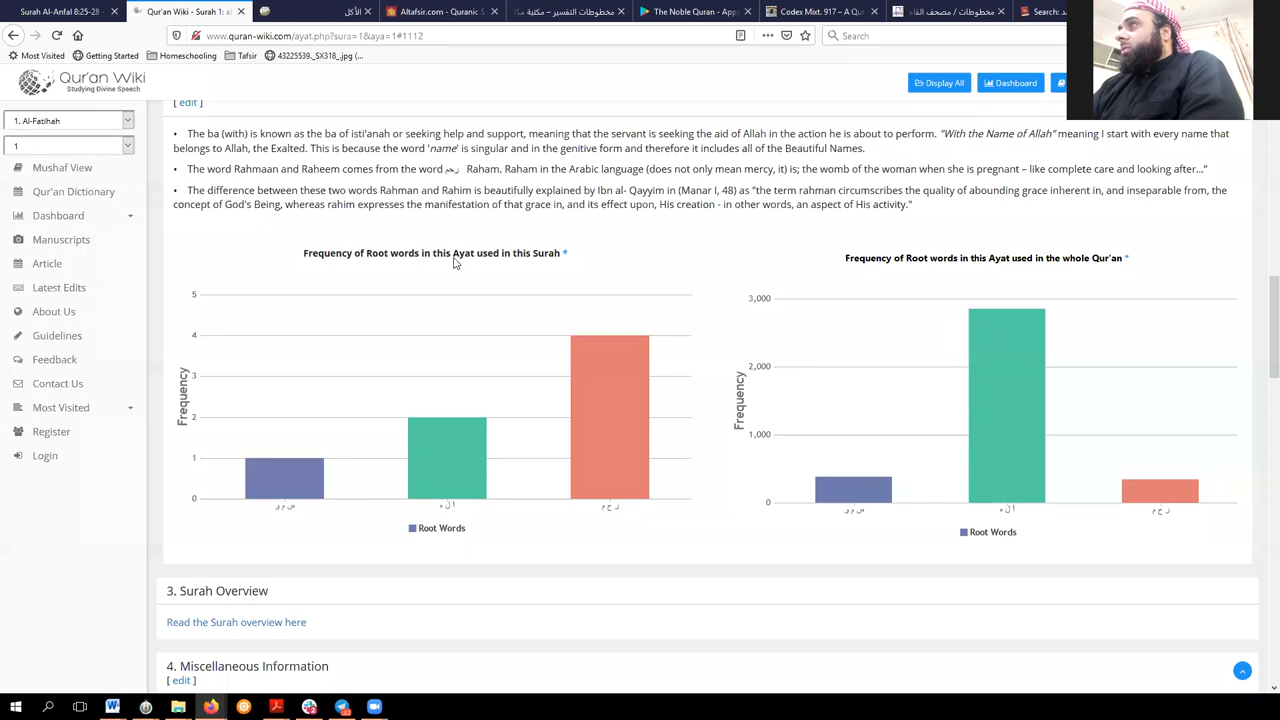 Surah Al-Anfal 8:25-28
Qur'an Wiki - Surah 1: al
الأكل
Altafsir.com - Quranic S
مخطوطات التفسير – مكتبة
The Noble Quran - Apps
Codex Mixt. 917 – A Qur
مخطوطات / مصحف
Search:
www.quran-wiki.com/ayat.php?sura=1&aya=1#1112
Search
Most Visited
Getting Started
Homeschooling
Tafsir
43225539._SX318_.jpg (...
Qur'an Wiki
Studying Divine Speech
Display All
Dashboard
1. Al-Fatihah
1
Mushaf View
Qur'an Dictionary
Dashboard
Manuscripts
Article
Latest Edits
About Us
Guidelines
Feedback
Contact Us
Most Visited
Register
Login
[ edit ]
• The ba (with) is known as the ba of isti'anah or seeking help and support, meaning that the servant is seeking the aid of Allah in the action he is about to perform. "With the Name of Allah" meaning I start with every name that
belongs to Allah, the Exalted. This is because the word 'name' is singular and in the genitive form and therefore it includes all of the Beautiful Names.
• The word Rahmaan and Raheem comes from the word رحم Raham. Raham in the Arabic language (does not only mean mercy, it) is; the womb of the woman when she is pregnant – like complete care and looking after..."
• The difference between these two words Rahman and Rahim is beautifully explained by Ibn al- Qayyim in (Manar I, 48) as "the term rahman circumscribes the quality of abounding grace inherent in, and inseparable from, the
concept of God's Being, whereas rahim expresses the manifestation of that grace in, and its effect upon, His creation - in other words, an aspect of His activity."
Frequency of Root words in this Ayat used in this Surah *
5
4
3
2
1
0
Frequency
س م و
ا ل ه
ر ح م
Root Words
Frequency of Root words in this Ayat used in the whole Qur'an *
3,000
2,000
1,000
0
Frequency
س م و
ا ل ه
ر ح م
Root Words
3. Surah Overview
Read the Surah overview here
4. Miscellaneous Information
[ edit ]